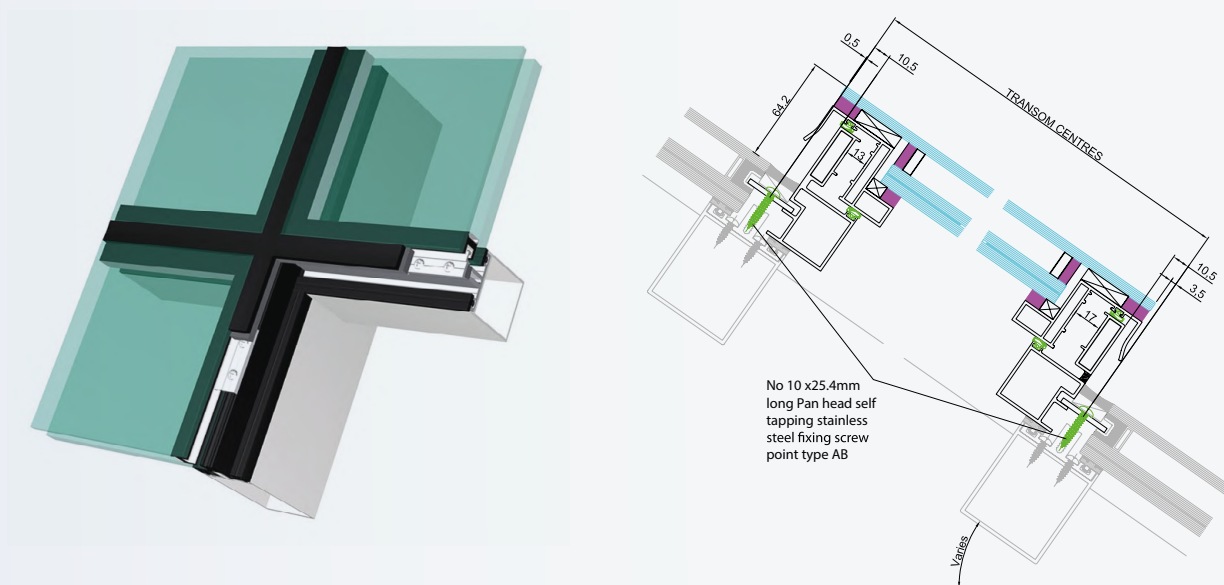 0,5
10,5
64,2
TRANSOM CENTRES
13
10,5
3,5
17
No 10 x25.4mm
long Pan head self
tapping stainless
steel fixing screw
point type AB
Varies